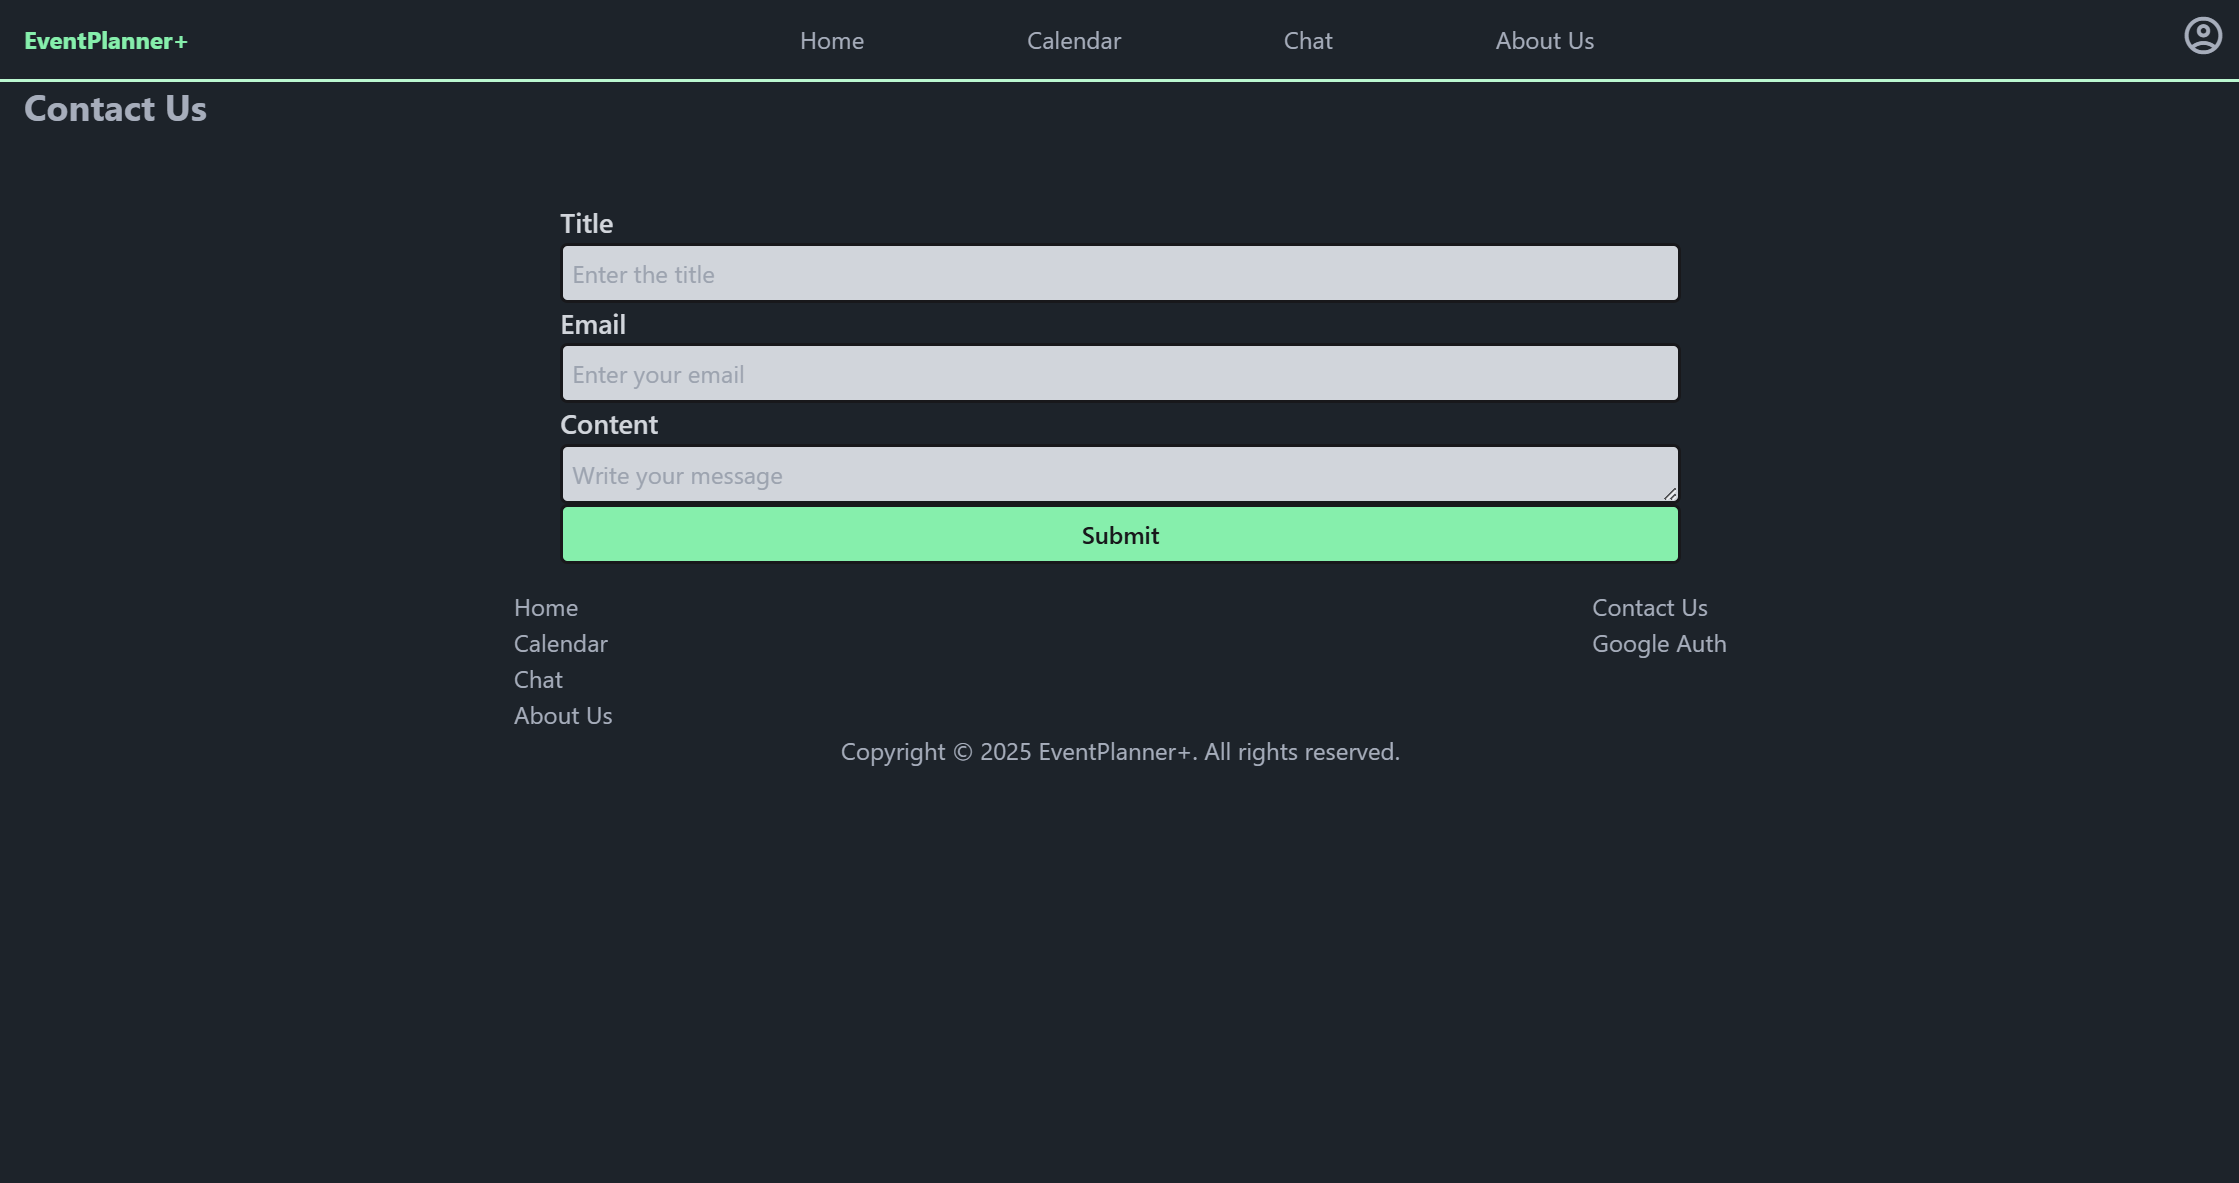 EventPlanner+
Home Calendar Chat About Us
Contact Us
Title
Enter the title
Email
Enter your email
Content
Write your message
Submit
Home
Calendar
Chat
About Us
Contact Us
Google Auth
Copyright © 2025 EventPlanner+. All rights reserved.